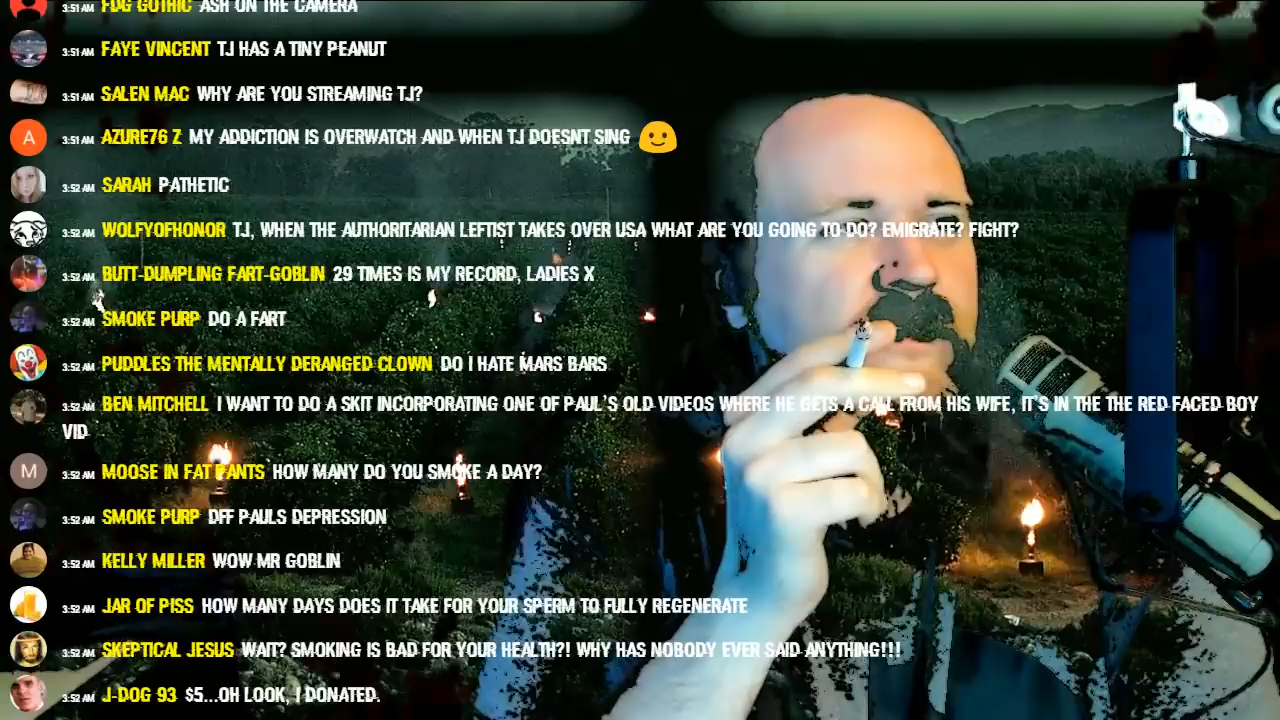 3:51 AM FDG GOTHIC ASH ON THE CAMERA
3:51 AM FAYE VINCENT TJ HAS A TINY PEANUT
3:51 AM SALEN MAC WHY ARE YOU STREAMING TJ?
A 3:51 AM AZURE76 Z MY ADDICTION IS OVERWATCH AND WHEN TJ DOESNT SING
3:52 AM SARAH PATHETIC
3:52 AM WOLFYOFHONOR TJ, WHEN THE AUTHORITARIAN LEFTIST TAKES OVER USA WHAT ARE YOU GOING TO DO? EMIGRATE? FIGHT?
3:52 AM BUTT-DUMPLING FART-GOBLIN 29 TIMES IS MY RECORD, LADIES X
3:52 AM SMOKE PURP DO A FART
3:52 AM PUDDLES THE MENTALLY DERANGED CLOWN DO I HATE MARS BARS
3:52 AM BEN MITCHELL I WANT TO DO A SKIT INCORPORATING ONE OF PAUL'S OLD VIDEOS WHERE HE GETS A CALL FROM HIS WIFE, IT'S IN THE THE RED FACED BOY
VID
M 3:52 AM MOOSE IN FAT PANTS HOW MANY DO YOU SMOKE A DAY?
3:52 AM SMOKE PURP DFF PAULS DEPRESSION
3:52 AM KELLY MILLER WOW MR GOBLIN
3:52 AM JAR OF PISS HOW MANY DAYS DOES IT TAKE FOR YOUR SPERM TO FULLY REGENERATE
3:52 AM SKEPTICAL JESUS WAIT? SMOKING IS BAD FOR YOUR HEALTH?! WHY HAS NOBODY EVER SAID ANYTHING!!!
3:52 AM J-DOG 93 $5...OH LOOK, I DONATED.